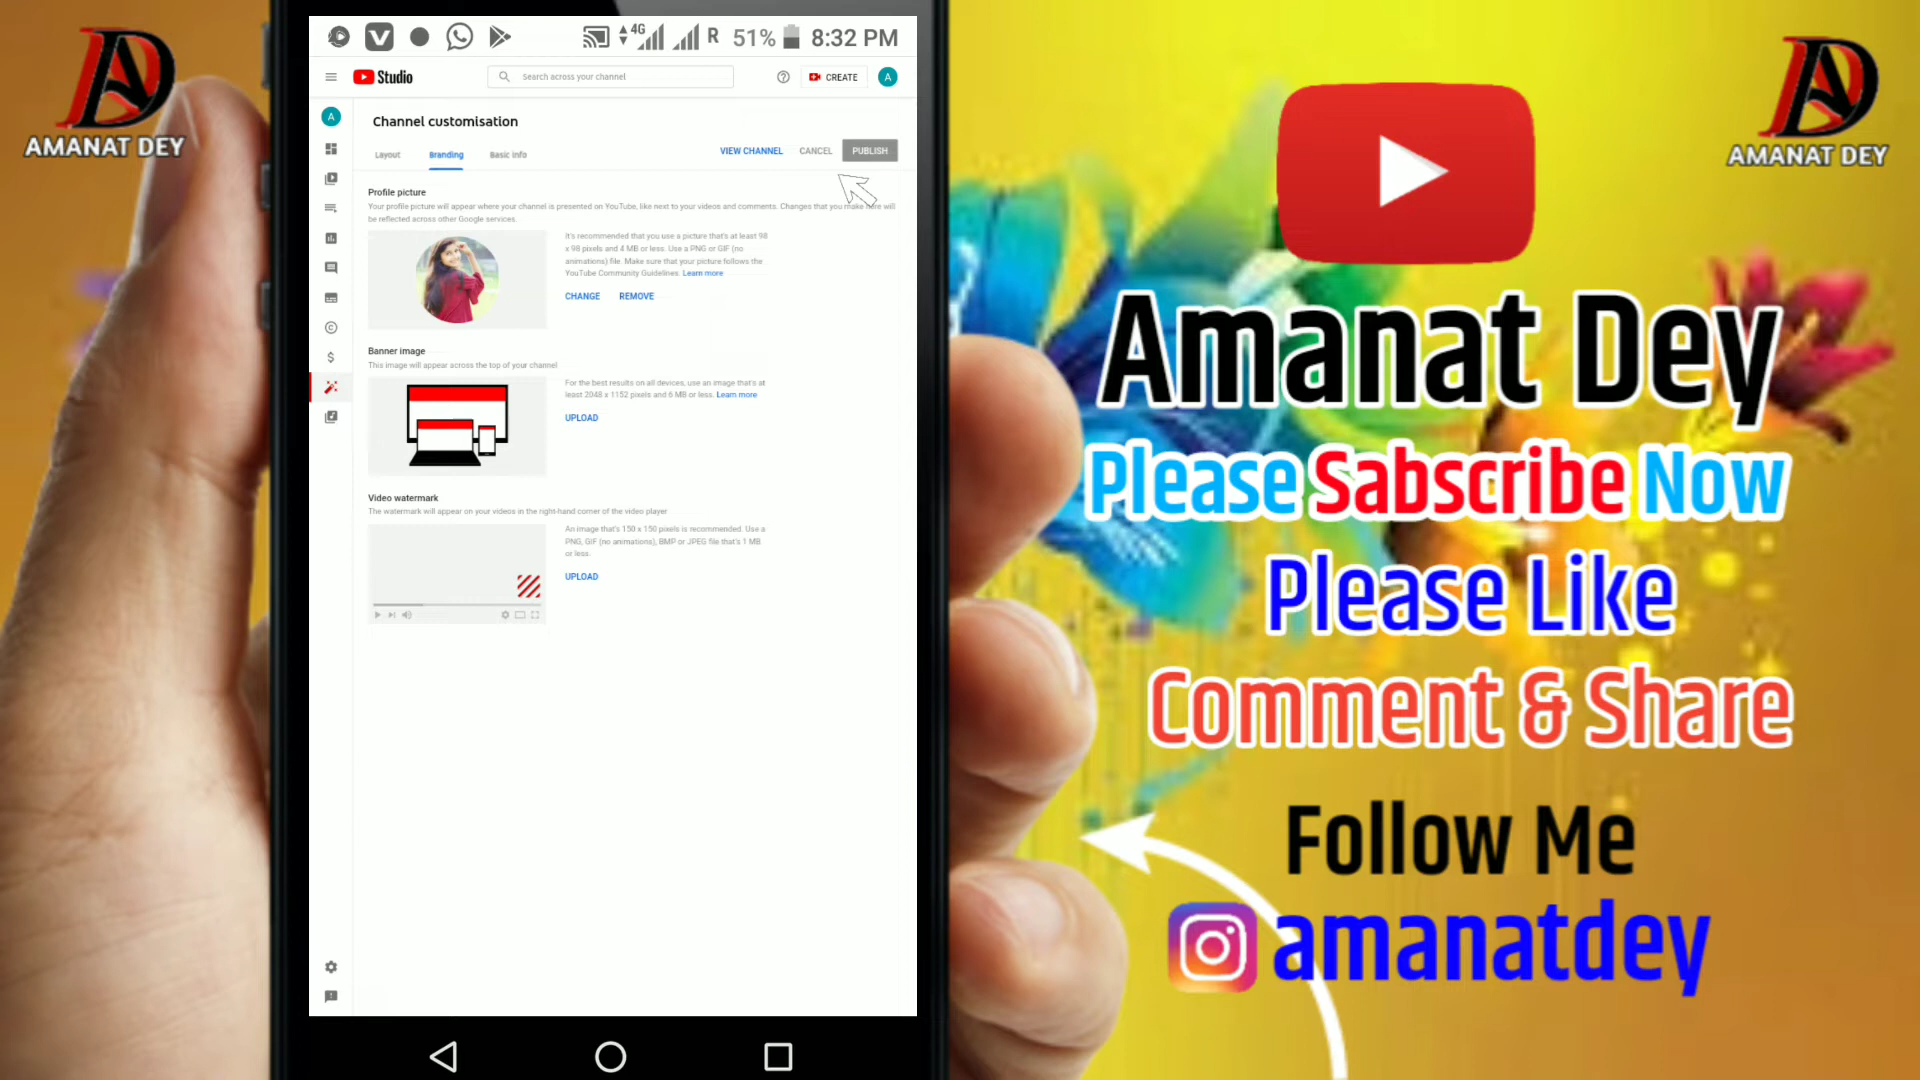 AMANAT DEY
4G
R
51%
8:32 PM
Studio
Search across your channel
CREATE
A
A
Channel customisation
Layout
Branding
Basic info
VIEW CHANNEL
CANCEL
PUBLISH
Profile picture
Your profile picture will appear where your channel is presented on YouTube, like next to your videos and comments. Changes that you make here will
be reflected across other Google services.
It's recommended that you use a picture that's at least 98
x 98 pixels and 4 MB or less. Use a PNG or GIF (no
animations) file. Make sure that your picture follows the
YouTube Community Guidelines. Learn more
CHANGE
REMOVE
Banner image
This image will appear across the top of your channel
For the best results on all devices, use an image that's at
least 2048 x 1152 pixels and 6 MB or less. Learn more
UPLOAD
Video watermark
The watermark will appear on your videos in the right-hand corner of the video player
An image that's 150 x 150 pixels is recommended. Use a
PNG, GIF (no animations), BMP or JPEG file that's 1 MB
or less.
UPLOAD
AMANAT DEY
Amanat Dey
Please Sabscribe Now
Please Like
Comment & Share
Follow Me
amanatdey